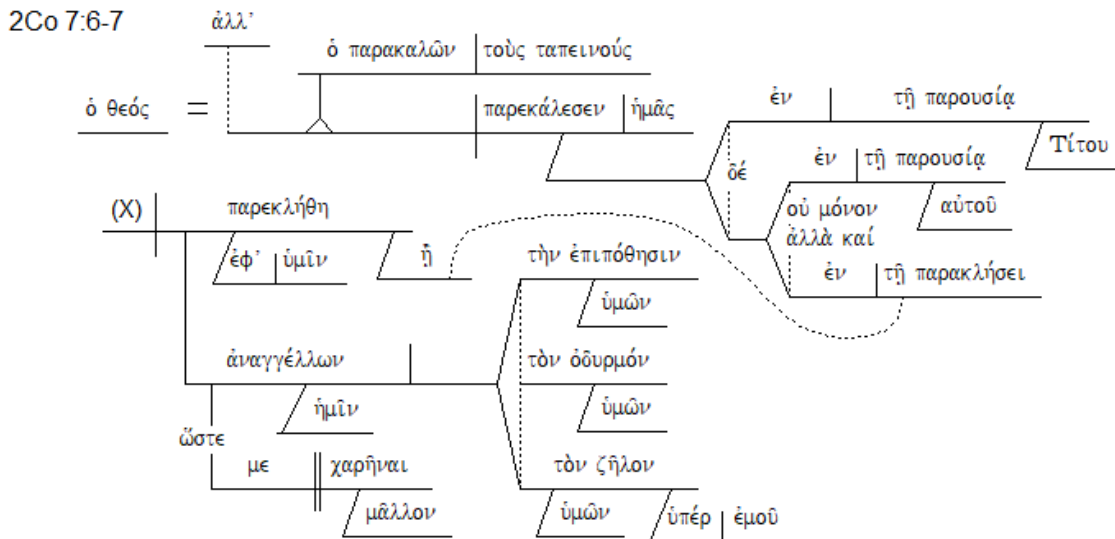 2Co 7:6-7
ἀλλ’
ὁ παρακαλῶν τοὺς ταπεινούς
ὁ θεός = παρεκάλεσεν ἡμᾶς
ἐν τῇ παρουσίᾳ
Τίτου
δέ
ἐν τῇ παρουσίᾳ
αὐτοῦ
οὐ μόνον
ἀλλὰ καί
ἐν τῇ παρακλήσει
(X) παρεκλήθη
ἐφ’ ὑμῖν ᾗ
τὴν ἐπιπόθησιν
ὑμῶν
ἀναγγέλλων
ἡμῖν
τὸν ὀδυρμόν
ὑμῶν
ὥστε
με χαρῆναι
μᾶλλον
τὸν ζῆλον
ὑμῶν ὑπέρ ἐμοῦ